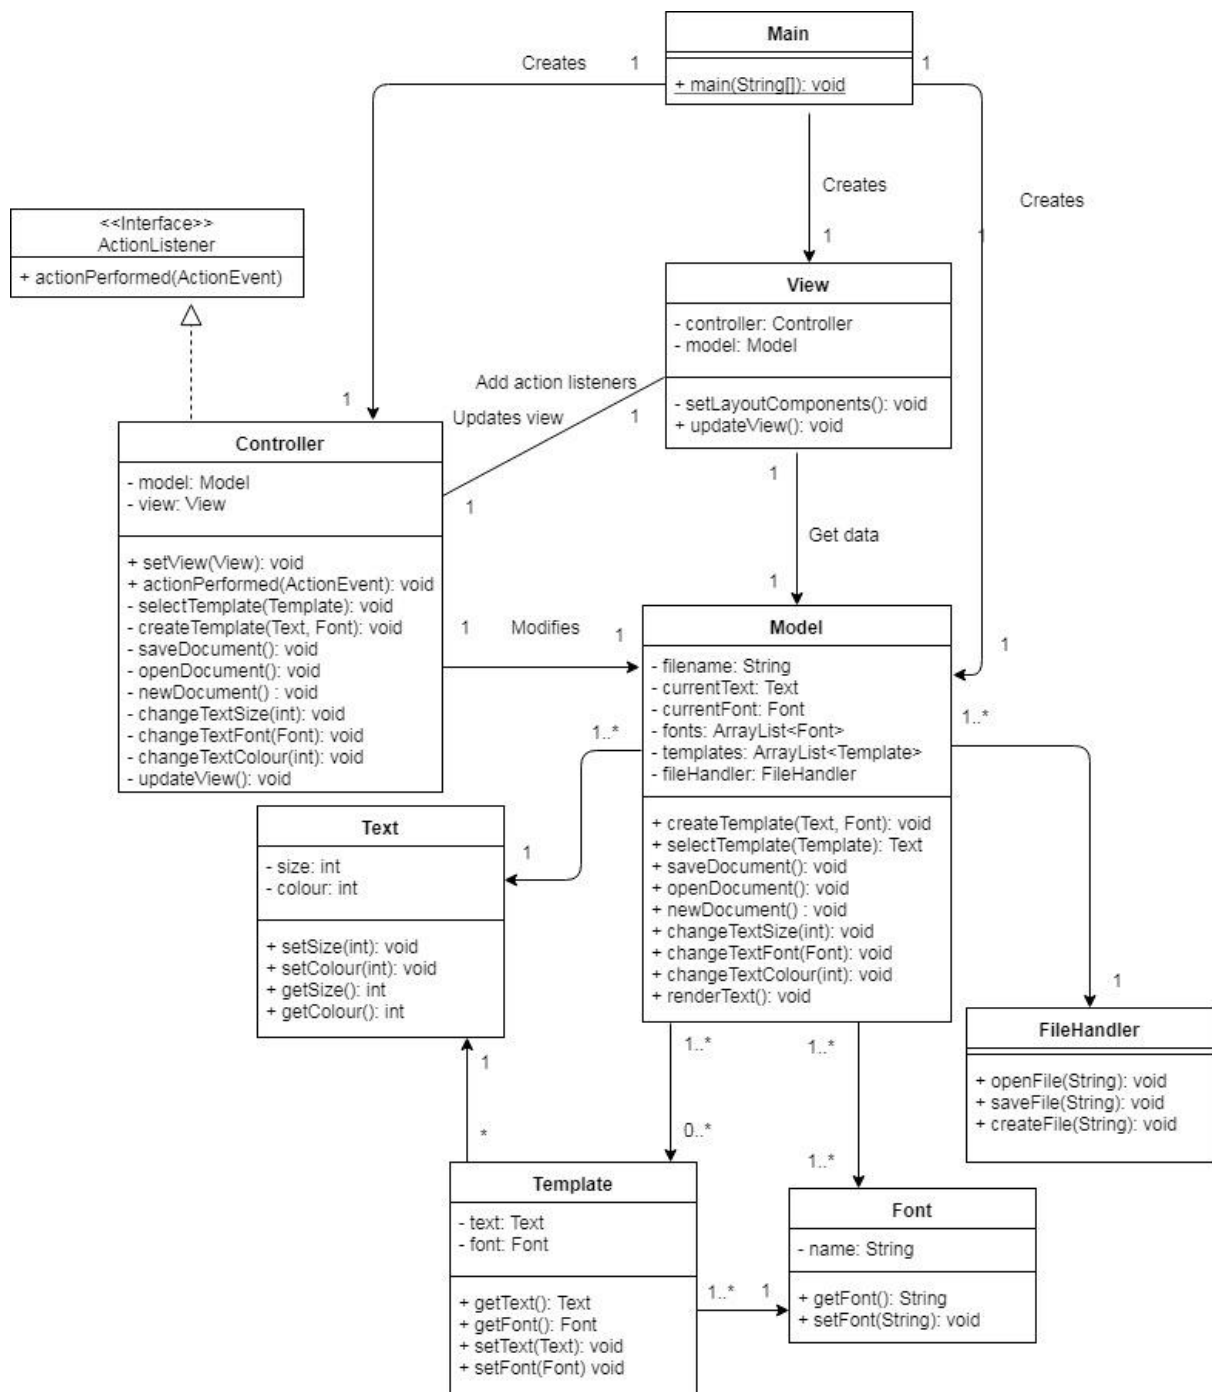 Main
+ main(String[]): void
Creates
1
1
Creates
1
Creates
1
<<Interface>>
ActionListener
+ actionPerformed(ActionEvent)
View
- controller: Controller
- model: Model
- setLayoutComponents(): void
+ updateView(): void
Add action listeners
Updates view
1
1
1
Controller
- model: Model
- view: View
+ setView(View): void
+ actionPerformed(ActionEvent): void
- selectTemplate(Template): void
- createTemplate(Text, Font): void
- saveDocument(): void
- openDocument(): void
- newDocument() : void
- changeTextSize(int): void
- changeTextFont(Font): void
- changeTextColour(int): void
- updateView(): void
1
Get data
1
1
Modifies
1
1
Model
- filename: String
- currentText: Text
- currentFont: Font
- fonts: ArrayList<Font>
- templates: ArrayList<Template>
- fileHandler: FileHandler
+ createTemplate(Text, Font): void
+ selectTemplate(Template): Text
+ saveDocument(): void
+ openDocument(): void
+ newDocument() : void
+ changeTextSize(int): void
+ changeTextFont(Font): void
+ changeTextColour(int): void
+ renderText(): void
1..*
1..*
1
Text
- size: int
- colour: int
+ setSize(int): void
+ setColour(int): void
+ getSize(): int
+ getColour(): int
1
FileHandler
+ openFile(String): void
+ saveFile(String): void
+ createFile(String): void
1
*
1..*
0..*
1..*
1..*
Template
- text: Text
- font: Font
+ getText(): Text
+ getFont(): Font
+ setText(Text): void
+ setFont(Font) void
1..*
1
Font
- name: String
+ getFont(): String
+ setFont(String): void